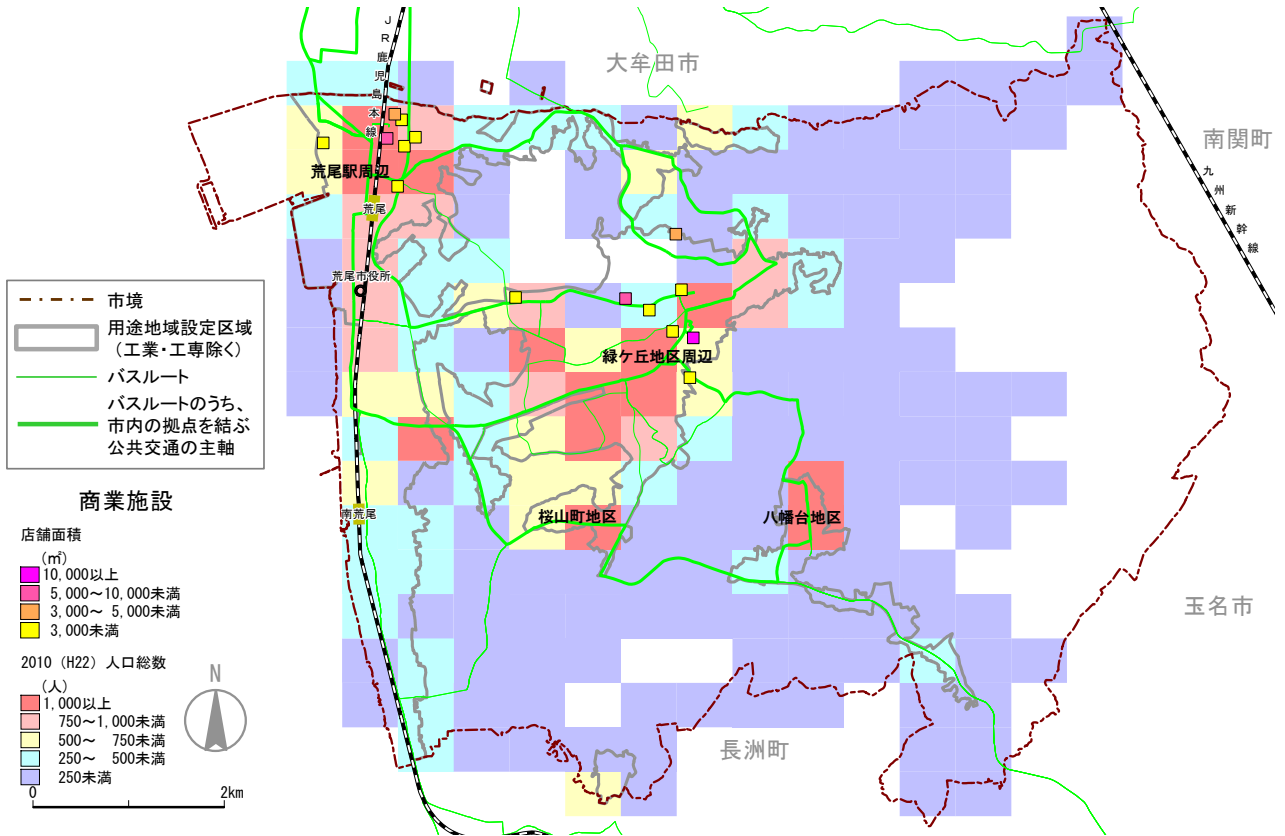 JR鹿児島本線
大牟田市
南関町
九州新幹線
荒尾駅周辺
荒尾
荒尾市役所
緑ケ丘地区周辺
桜山町地区
八幡台地区
南荒尾
玉名市
長洲町
市境
用途地域設定区域
(工業・工専除く)
バスルート
バスルートのうち、
市内の拠点を結ぶ
公共交通の主軸
商業施設
店舗面積
(㎡)
10,000以上
5,000～10,000未満
3,000～ 5,000未満
3,000未満
2010 (H22) 人口総数
(人)
1,000以上
750～1,000未満
500～ 750未満
250～ 500未満
250未満
N
0 2km